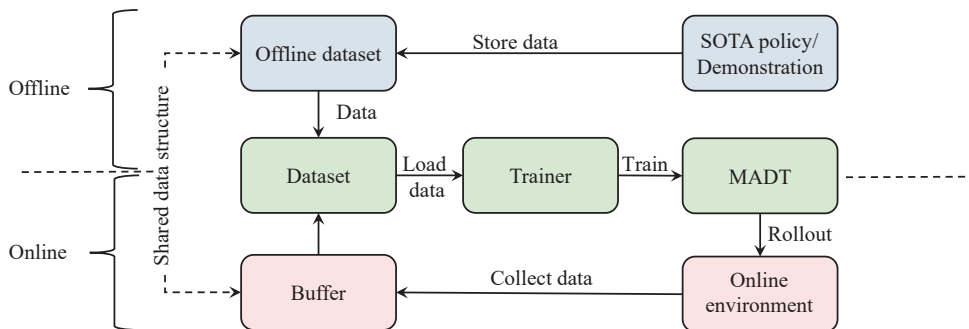 Offline
Shared data structure
Offline dataset
Store data
SOTA policy/
Demonstration
Data
Dataset
Load
data
Trainer
Train
MADT
Rollout
Online
Buffer
Collect data
Online
environment